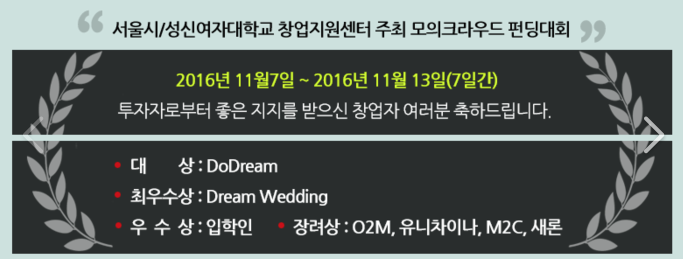 “ 서울시/성신여자대학교 창업지원센터 주최 모의크라우드 펀딩대회 ”
2016년 11월7일 ~ 2016년 11월 13일(7일간)
투자자로부터 좋은 지지를 받으신 창업자 여러분 축하드립니다.
• 대 상 : DoDream
• 최우수상 : Dream Wedding
• 우 수 상 : 입학인 • 장려상 : O2M, 유니차이나, M2C, 새론